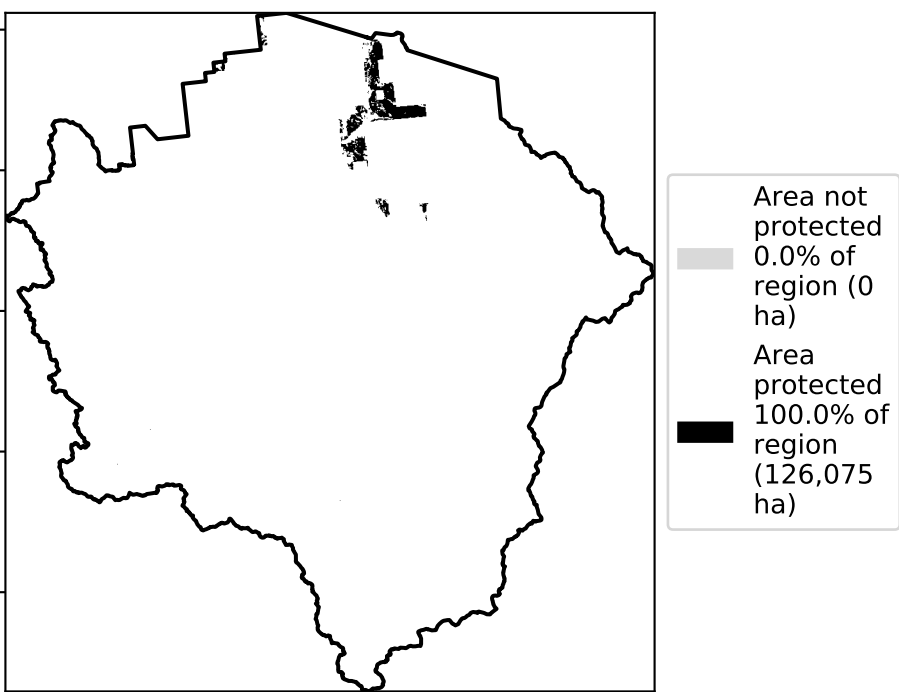 Area not
protected
0.0% of
region (0
ha)
Area
protected
100.0% of
region
(126,075
ha)